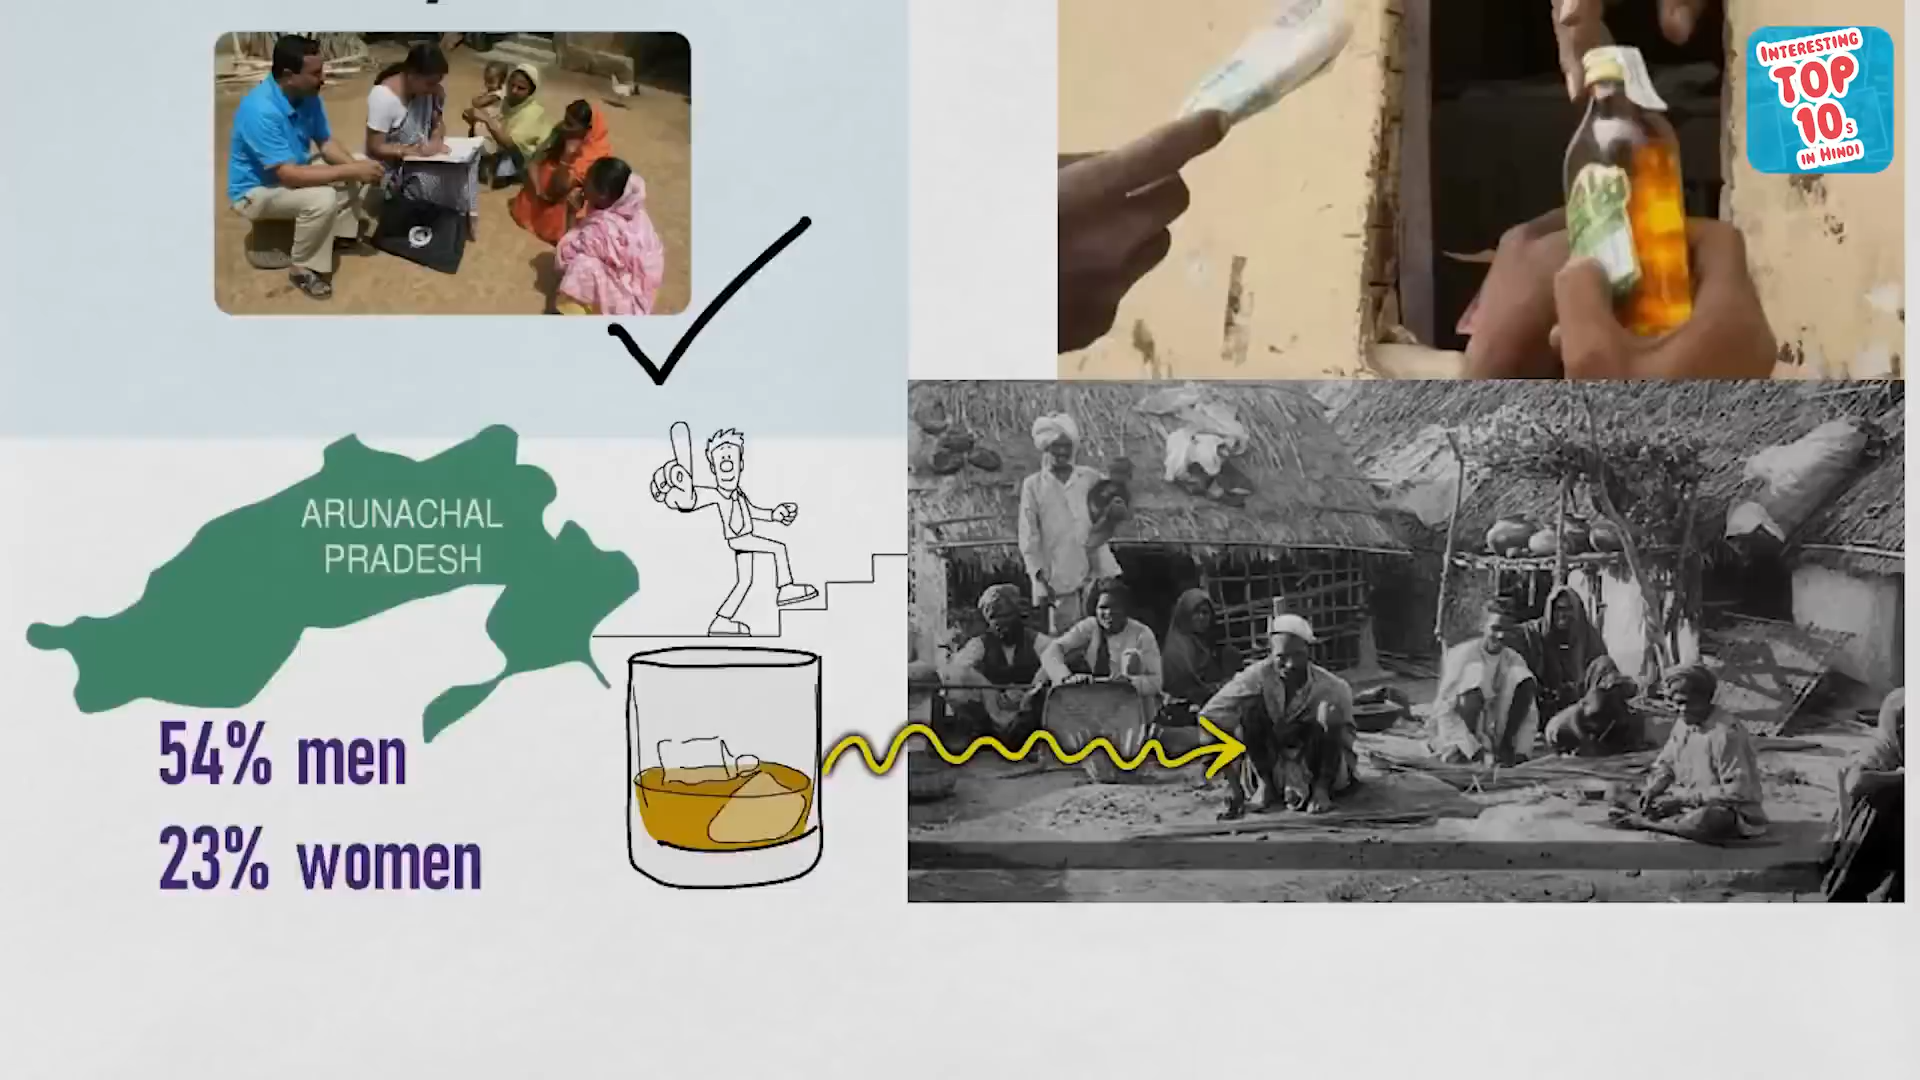 INTERESTING
TOP
10s
IN HINDI
ARUNACHAL
PRADESH
54% men
23% women